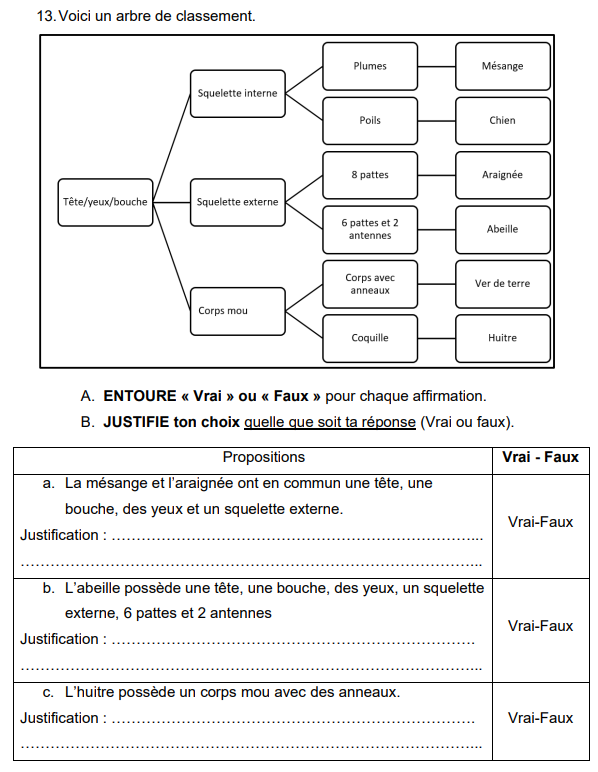 13. Voici un arbre de classement.
Plumes
Mésange
Squelette interne
Poils
Chien
8 pattes
Araignée
Tête/yeux/bouche
Squelette externe
6 pattes et 2
antennes
Abeille
Corps avec
anneaux
Ver de terre
Corps mou
Coquille
Huitre
A. ENTOURE « Vrai » ou « Faux » pour chaque affirmation.
B. JUSTIFIE ton choix quelle que soit ta réponse (Vrai ou faux).
Propositions
Vrai - Faux
a. La mésange et l'araignée ont en commun une tête, une
bouche, des yeux et un squelette externe.
Justification : ………………………………………………………………...
………………………………………………………………………………...
Vrai-Faux
b. L'abeille possède une tête, une bouche, des yeux, un squelette
externe, 6 pattes et 2 antennes
Justification : ……………………………………………………………….
………………………………………………………………………………...
Vrai-Faux
c. L'huitre possède un corps mou avec des anneaux.
Justification : ……………………………………………………………….
………………………………………………………………………………...
Vrai-Faux